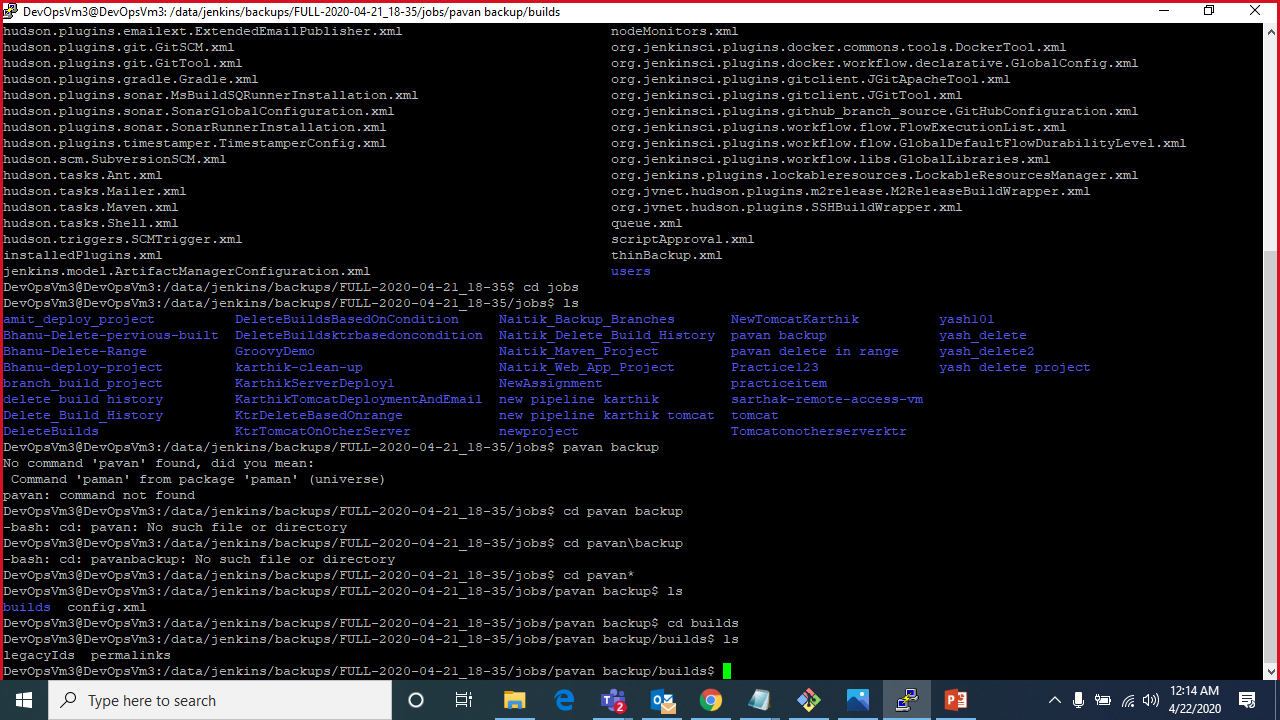 DevOpsVm3@DevOpsVm3: /data/jenkins/backups/FULL-2020-04-21_18-35/jobs/pavan backup/builds
hudson.plugins.emailext.ExtendedEmailPublisher.xml nodeMonitors.xml
hudson.plugins.git.GitSCM.xml org.jenkinsci.plugins.docker.commons.tools.DockerTool.xml
hudson.plugins.git.GitTool.xml org.jenkinsci.plugins.docker.workflow.declarative.GlobalConfig.xml
hudson.plugins.gradle.Gradle.xml org.jenkinsci.plugins.gitclient.JGitApacheTool.xml
hudson.plugins.sonar.MsBuildSQRunnerInstallation.xml org.jenkinsci.plugins.gitclient.JGitTool.xml
hudson.plugins.sonar.SonarGlobalConfiguration.xml org.jenkinsci.plugins.github_branch_source.GitHubConfiguration.xml
hudson.plugins.sonar.SonarRunnerInstallation.xml org.jenkinsci.plugins.workflow.flow.FlowExecutionList.xml
hudson.plugins.timestamper.TimestamperConfig.xml org.jenkinsci.plugins.workflow.flow.GlobalDefaultFlowDurabilityLevel.xml
hudson.scm.SubversionSCM.xml org.jenkinsci.plugins.workflow.libs.GlobalLibraries.xml
hudson.tasks.Ant.xml org.jenkins.plugins.lockableresources.LockableResourcesManager.xml
hudson.tasks.Mailer.xml org.jvnet.hudson.plugins.m2release.M2ReleaseBuildWrapper.xml
hudson.tasks.Maven.xml org.jvnet.hudson.plugins.SSHBuildWrapper.xml
hudson.tasks.Shell.xml queue.xml
hudson.triggers.SCMTrigger.xml scriptApproval.xml
installedPlugins.xml thinBackup.xml
jenkins.model.ArtifactManagerConfiguration.xml users
DevOpsVm3@DevOpsVm3:/data/jenkins/backups/FULL-2020-04-21_18-35$ cd jobs
DevOpsVm3@DevOpsVm3:/data/jenkins/backups/FULL-2020-04-21_18-35/jobs$ ls
amit_deploy_project DeleteBuildsBasedOnCondition Naitik_Backup_Branches NewTomcatKarthik yash101
Bhanu-Delete-pervious-built DeleteBuildsktrbasedoncondition Naitik_Delete_Build_History pavan backup yash_delete
Bhanu-Delete-Range GroovyDemo Naitik_Maven_Project pavan delete in range yash_delete2
Bhanu-deploy-project karthik-clean-up Naitik_Web_App_Project Practice123 yash delete project
branch_build_project KarthikServerDeploy1 NewAssignment practiceitem
delete build history KarthikTomcatDeploymentAndEmail new pipeline karthik sarthak-remote-access-vm
Delete_Build_History KtrDeleteBasedOnrange new pipeline karthik tomcat tomcat
DeleteBuilds KtrTomcatOnOtherServer newproject Tomcatonotherserverktr
DevOpsVm3@DevOpsVm3:/data/jenkins/backups/FULL-2020-04-21_18-35/jobs$ pavan backup
No command 'pavan' found, did you mean:
Command 'paman' from package 'paman' (universe)
pavan: command not found
DevOpsVm3@DevOpsVm3:/data/jenkins/backups/FULL-2020-04-21_18-35/jobs$ cd pavan backup
-bash: cd: pavan: No such file or directory
DevOpsVm3@DevOpsVm3:/data/jenkins/backups/FULL-2020-04-21_18-35/jobs$ cd pavan\backup
-bash: cd: pavanbackup: No such file or directory
DevOpsVm3@DevOpsVm3:/data/jenkins/backups/FULL-2020-04-21_18-35/jobs$ cd pavan*
DevOpsVm3@DevOpsVm3:/data/jenkins/backups/FULL-2020-04-21_18-35/jobs/pavan backup$ ls
builds config.xml
DevOpsVm3@DevOpsVm3:/data/jenkins/backups/FULL-2020-04-21_18-35/jobs/pavan backup$ cd builds
DevOpsVm3@DevOpsVm3:/data/jenkins/backups/FULL-2020-04-21_18-35/jobs/pavan backup/builds$ ls
legacyIds permalinks
DevOpsVm3@DevOpsVm3:/data/jenkins/backups/FULL-2020-04-21_18-35/jobs/pavan backup/builds$
Type here to search
2
12:14 AM
4/22/2020